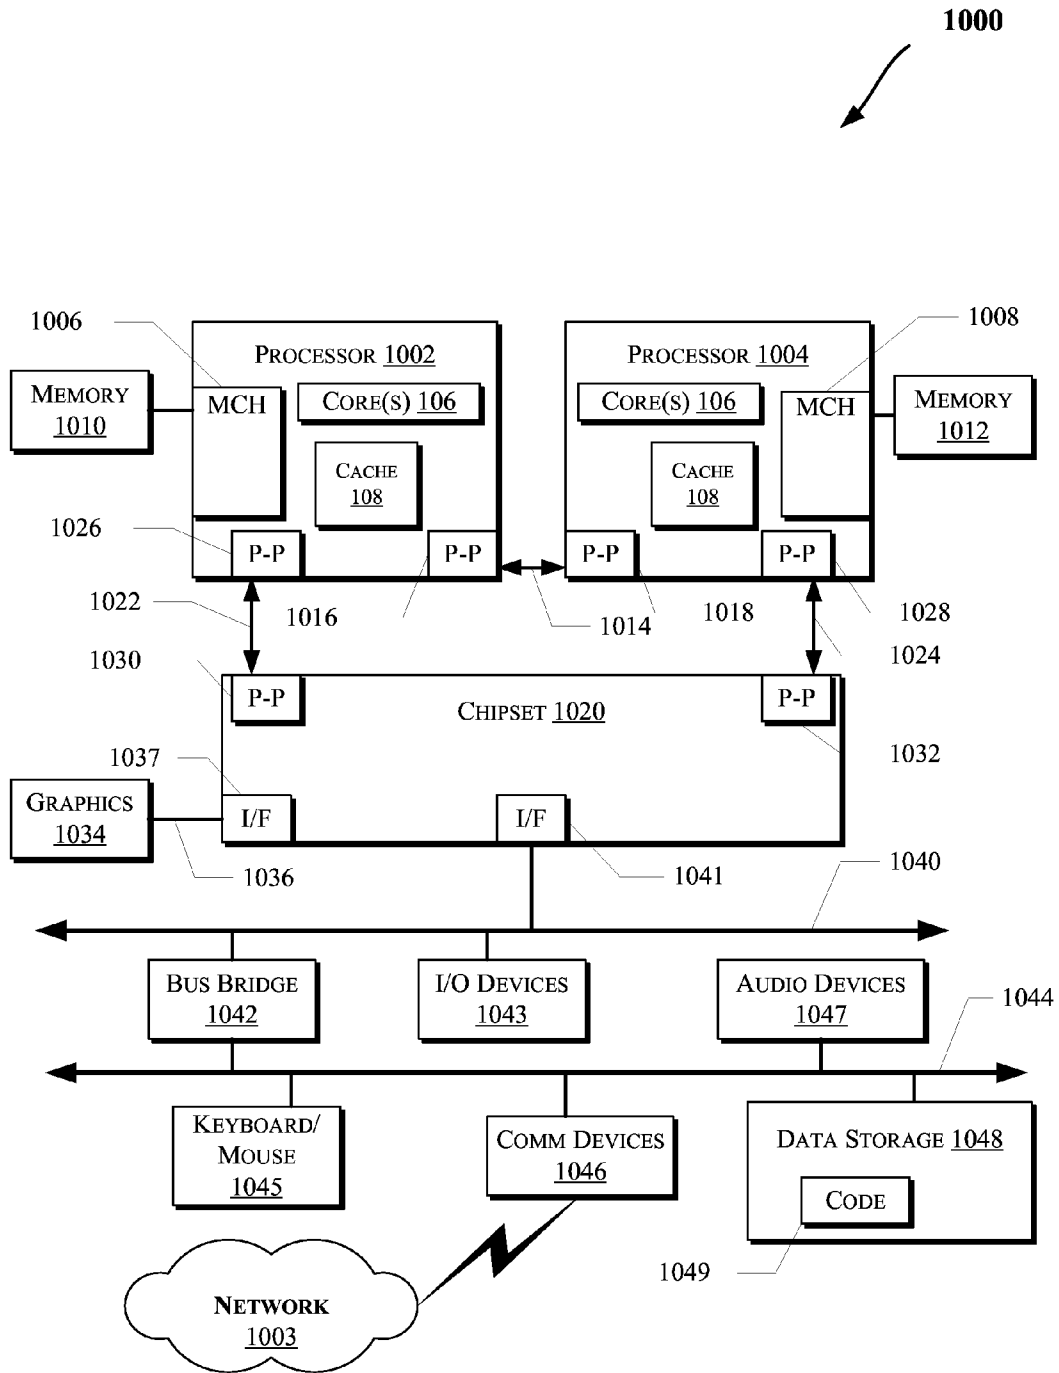 1000
1006
1008
PROCESSOR 1002
PROCESSOR 1004
MEMORY
1010
MCH
CORE(S) 106
CORE(S) 106
MCH
MEMORY
1012
CACHE
108
CACHE
108
1026
P-P
P-P
P-P
P-P
1022
1016
1014
1018
1028
1024
1030
P-P
CHIPSET 1020
P-P
1032
1037
GRAPHICS
1034
I/F
I/F
1036
1041
1040
BUS BRIDGE
1042
I/O DEVICES
1043
AUDIO DEVICES
1047
1044
KEYBOARD/
MOUSE
1045
COMM DEVICES
1046
DATA STORAGE 1048
CODE
1049
NETWORK
1003